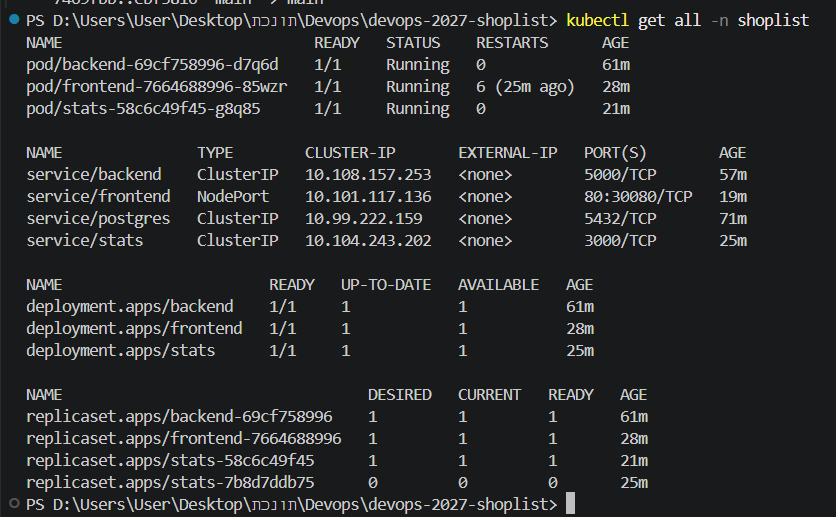 PS D:\Users\User\Desktop\תוכנת\Devops\devops-2027-shoplist> kubectl get all -n shoplist
NAME READY STATUS RESTARTS AGE
pod/backend-69cf758996-d7q6d 1/1 Running 0 61m
pod/frontend-7664688996-85wzr 1/1 Running 6 (25m ago) 28m
pod/stats-58c6c49f45-g8q85 1/1 Running 0 21m
NAME TYPE CLUSTER-IP EXTERNAL-IP PORT(S) AGE
service/backend ClusterIP 10.108.157.253 <none> 5000/TCP 57m
service/frontend NodePort 10.101.117.136 <none> 80:30080/TCP 19m
service/postgres ClusterIP 10.99.222.159 <none> 5432/TCP 71m
service/stats ClusterIP 10.104.243.202 <none> 3000/TCP 25m
NAME READY UP-TO-DATE AVAILABLE AGE
deployment.apps/backend 1/1 1 1 61m
deployment.apps/frontend 1/1 1 1 28m
deployment.apps/stats 1/1 1 1 25m
NAME DESIRED CURRENT READY AGE
replicaset.apps/backend-69cf758996 1 1 1 61m
replicaset.apps/frontend-7664688996 1 1 1 28m
replicaset.apps/stats-58c6c49f45 1 1 1 21m
replicaset.apps/stats-7b8d7ddb75 0 0 0 25m
PS D:\Users\User\Desktop\תוכנת\Devops\devops-2027-shoplist>